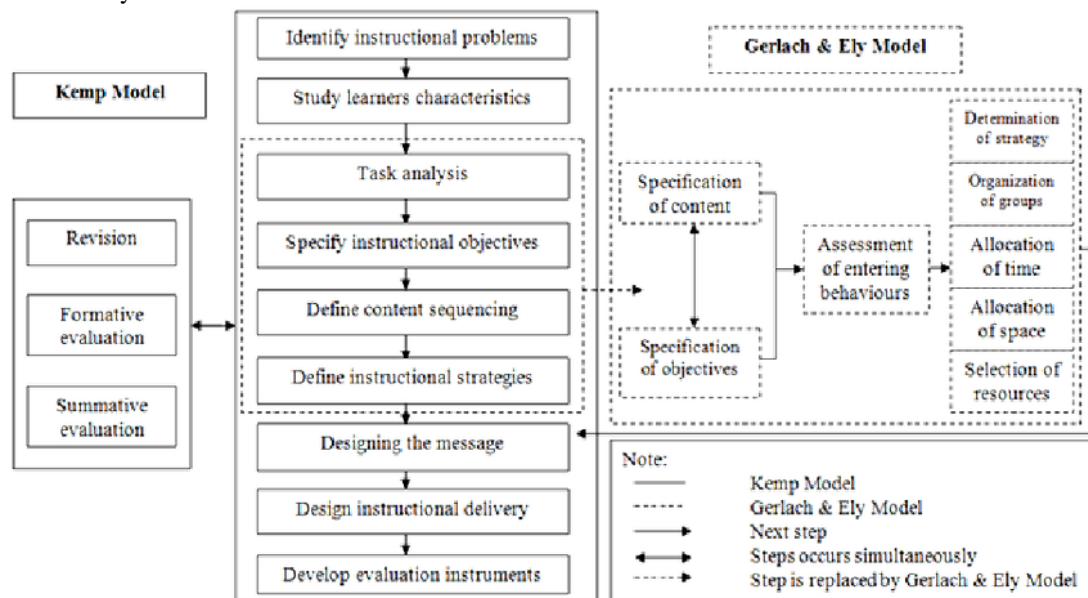 Kemp Model
Revision
Formative
evaluation
Summative
evaluation
Identify instructional problems
Study learners characteristics
Task analysis
Specify instructional objectives
Define content sequencing
Define instructional strategies
Designing the message
Design instructional delivery
Develop evaluation instruments
Gerlach & Ely Model
Specification
of content
Specification
of objectives
Assessment
of entering
behaviours
Determination
of strategy
Organization
of groups
Allocation
of time
Allocation
of space
Selection of
resources
Note:
Kemp Model
Gerlach & Ely Model
Next step
Steps occurs simultaneously
Step is replaced by Gerlach & Ely Model